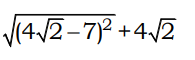 √((4√2 – 7)²) + 4√2